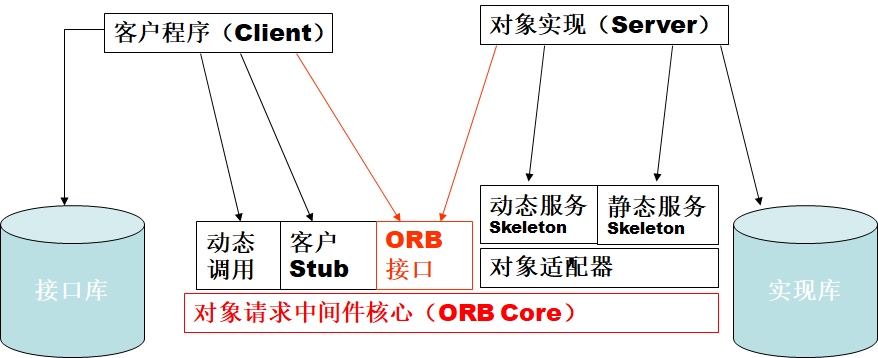 客户程序（Client）
对象实现（Server）
动态服务
Skeleton
静态服务
Skeleton
动态
调用
客户
Stub
ORB
接口
对象适配器
接口库
实现库
对象请求中间件核心（ORB Core）